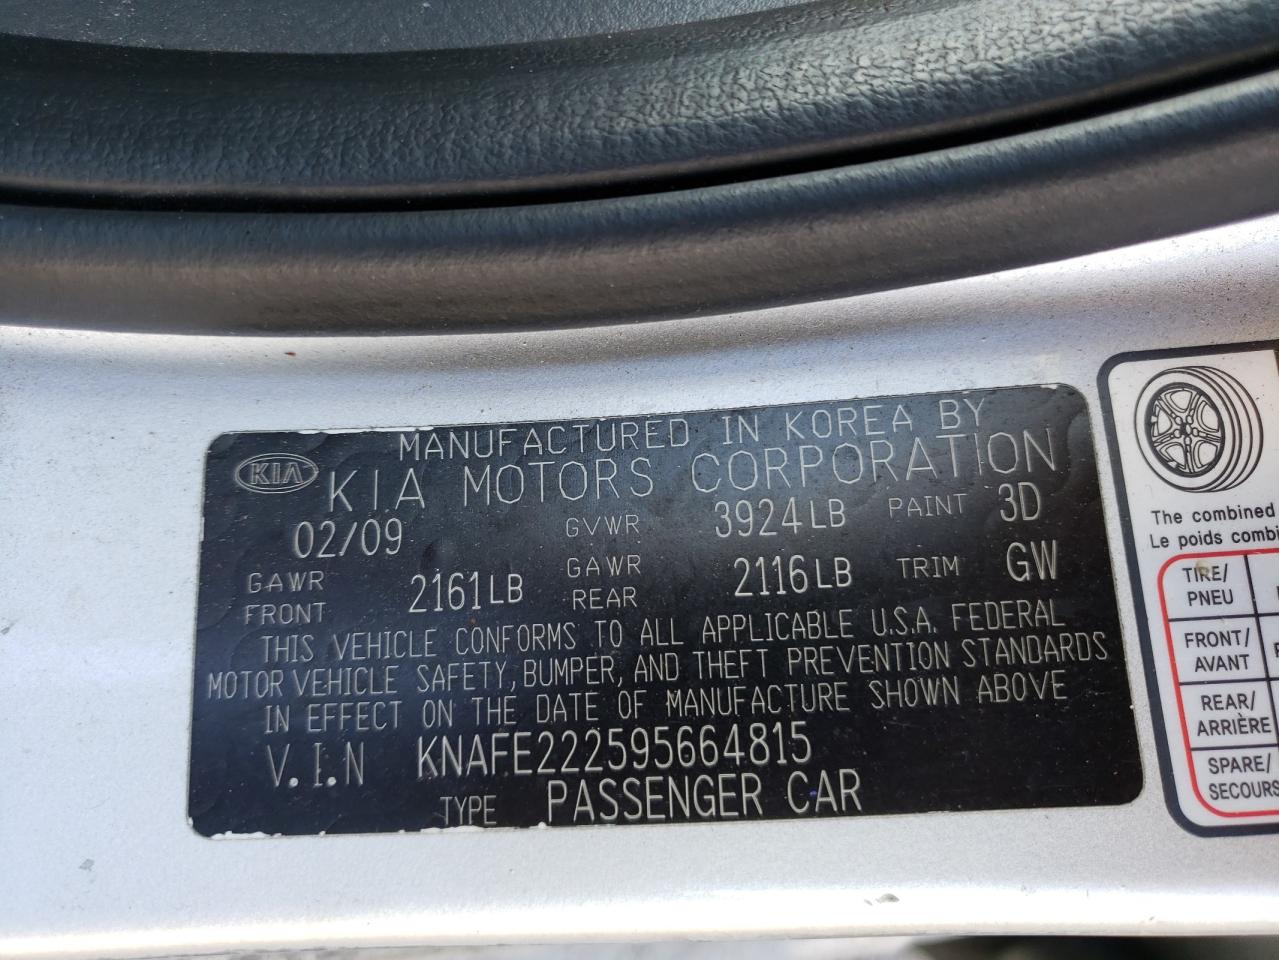 MANUFACTURED IN KOREA BY
KIA KIA MOTORS CORPORATION
02/09 GVWR 3924LB PAINT 3D
GAWR FRONT 2161LB GAWR REAR 2116LB TRIM GW
THIS VEHICLE CONFORMS TO ALL APPLICABLE U.S.A. FEDERAL
MOTOR VEHICLE SAFETY, BUMPER, AND THEFT PREVENTION STANDARDS
IN EFFECT ON THE DATE OF MANUFACTURE SHOWN ABOVE
V.I.N KNAFE222595664815
TYPE PASSENGER CAR
The combined
Le poids combi
TIRE/
PNEU
FRONT/
AVANT
REAR/
ARRIÈRE
SPARE/
SECOURS